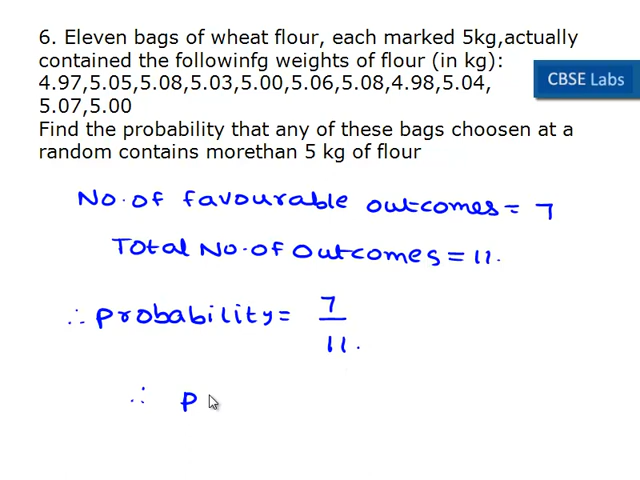 6. Eleven bags of wheat flour, each marked 5kg,actually
contained the followinfg weights of flour (in kg):
4.97,5.05,5.08,5.03,5.00,5.06,5.08,4.98,5.04,
5.07,5.00
CBSE Labs
Find the probability that any of these bags choosen at a
random contains morethan 5 kg of flour
No.of favourable outcomes = 7
Total No.of outcomes = 11.
∴ probability = 7
11.
∴ P